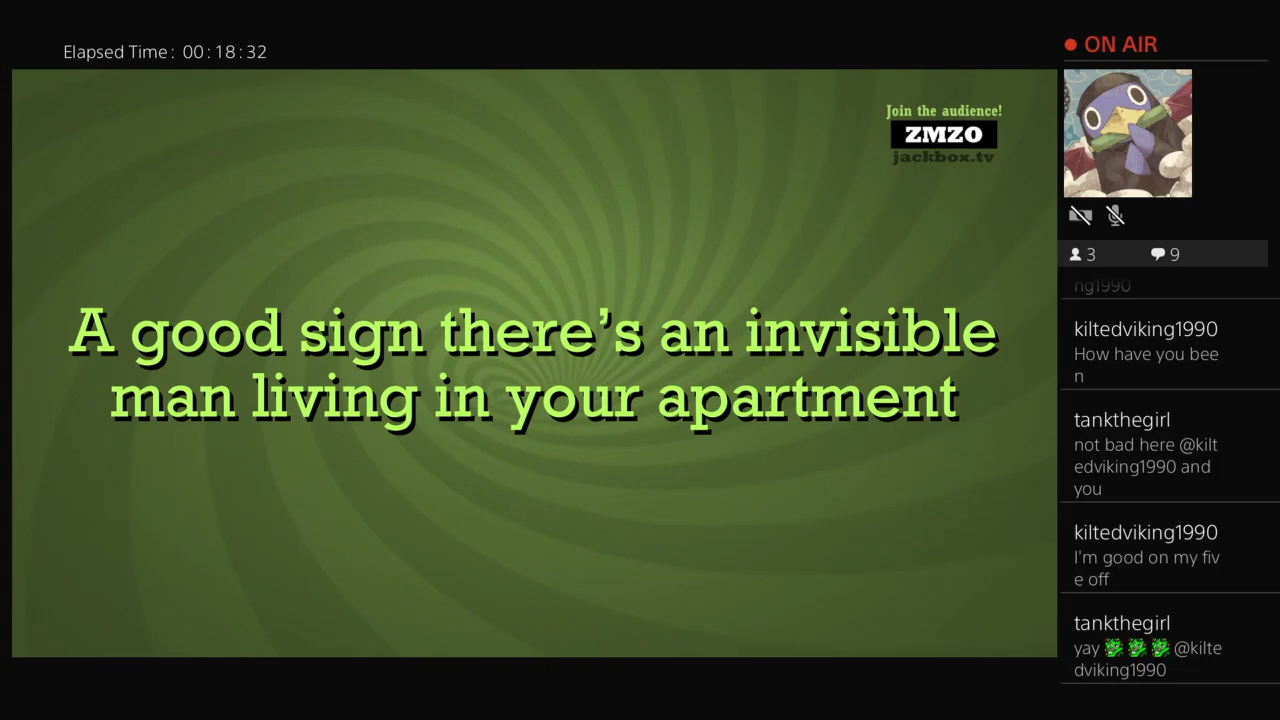 Elapsed Time: 00:18:32
ON AIR
Join the audience!
ZMZO
jackbox.tv
A good sign there's an invisible
man living in your apartment
3
9
ng1990
kiltedviking1990
How have you bee
n
tankthegirl
not bad here @kilt
edviking1990 and
you
kiltedviking1990
I'm good on my fiv
e off
tankthegirl
yay @kilte
dviking1990